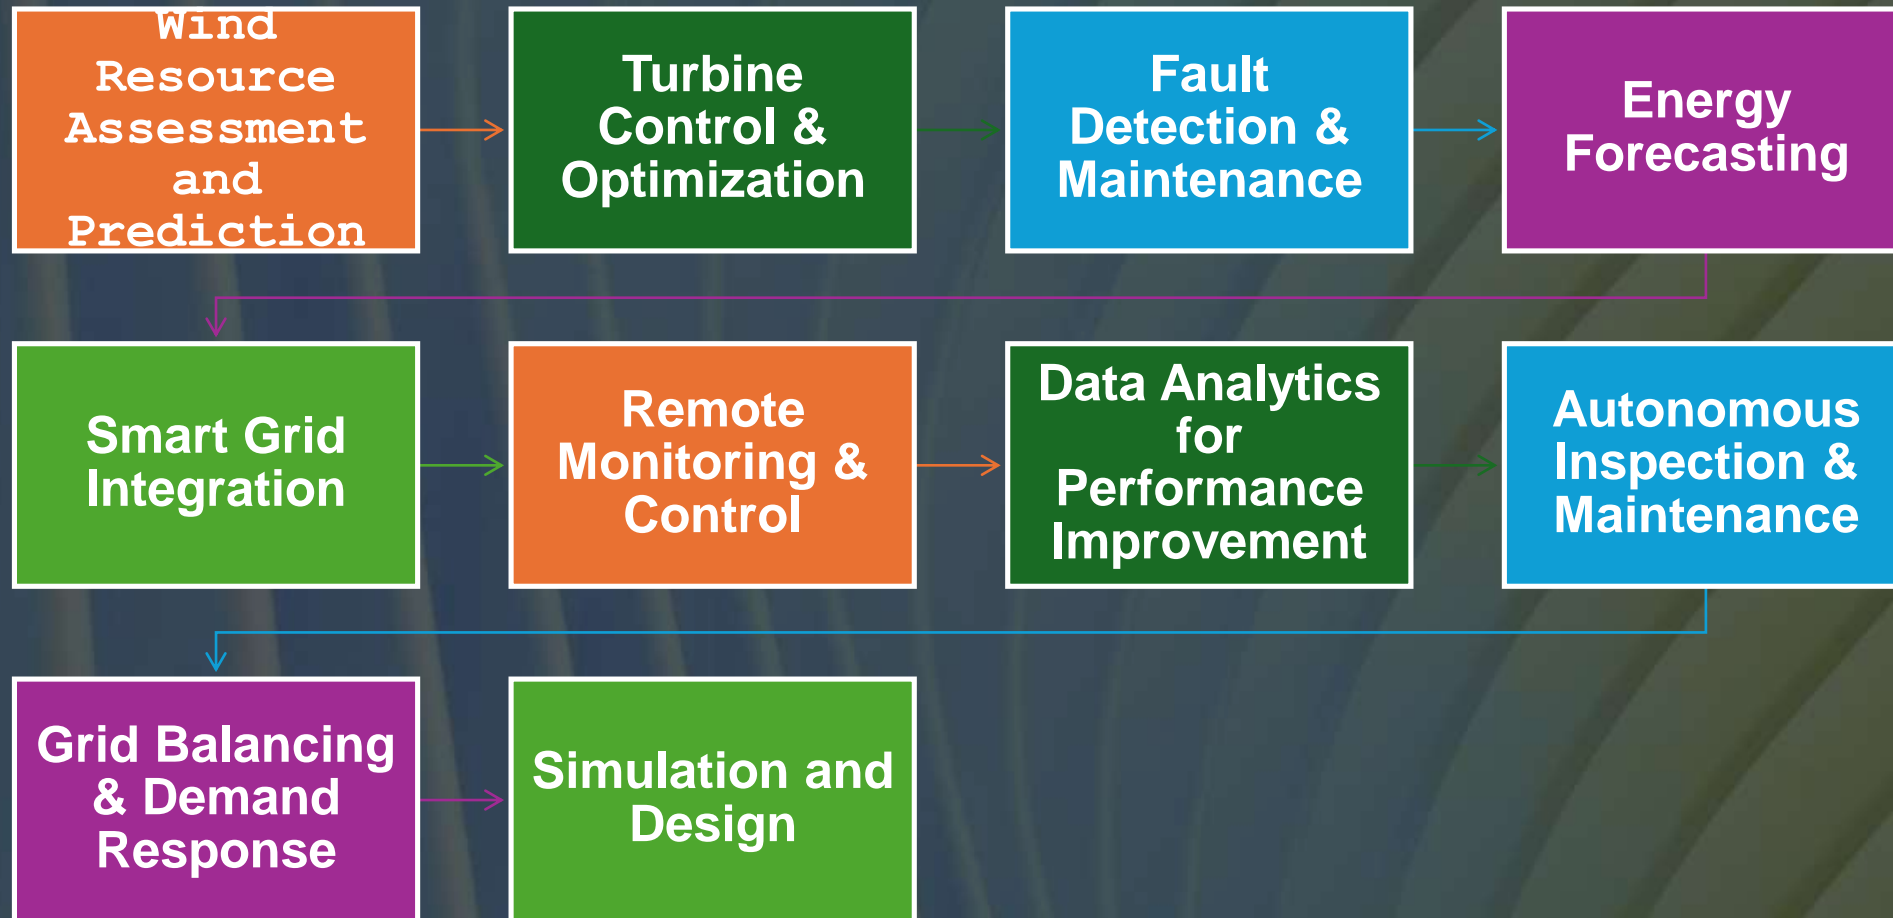 Wind
Resource
Assessment
and
Prediction
Turbine
Control &
Optimization
Fault
Detection &
Maintenance
Energy
Forecasting
Smart Grid
Integration
Remote
Monitoring &
Control
Data Analytics
for
Performance
Improvement
Autonomous
Inspection &
Maintenance
Grid Balancing
& Demand
Response
Simulation and
Design